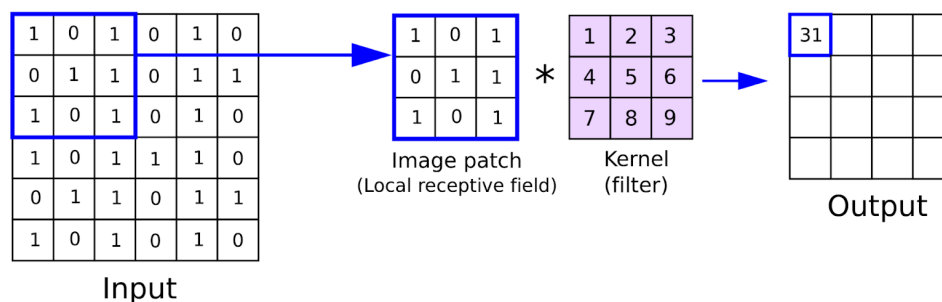 1 0 1 0 1 0
0 1 1 0 1 1
1 0 1 0 1 0
1 0 1 1 1 0
0 1 1 0 1 1
1 0 1 0 1 0
Input
1 0 1
0 1 1
1 0 1
Image patch
(Local receptive field)
*
1 2 3
4 5 6
7 8 9
Kernel
(filter)
31
Output